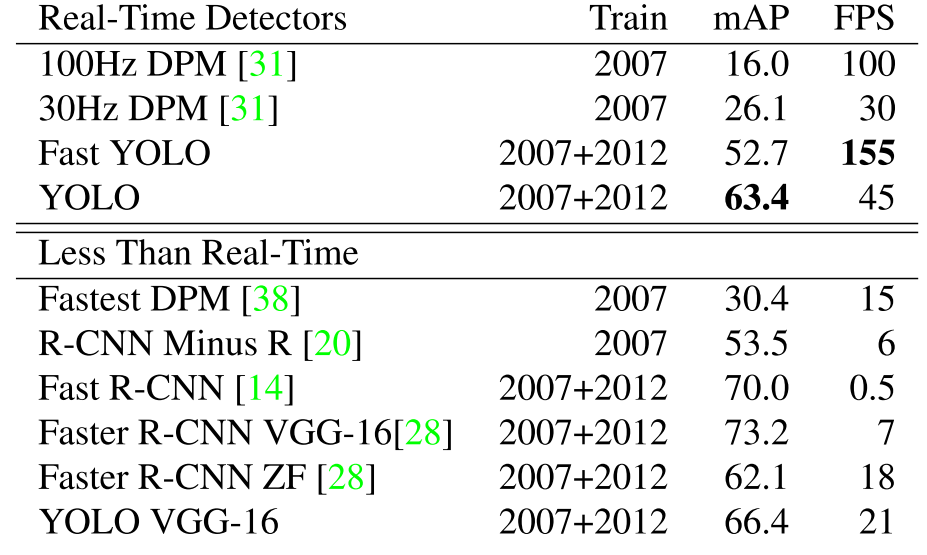 Real-Time Detectors Train mAP FPS
100Hz DPM [31] 2007 16.0 100
30Hz DPM [31] 2007 26.1 30
Fast YOLO 2007+2012 52.7 155
YOLO 2007+2012 63.4 45
Less Than Real-Time
Fastest DPM [38] 2007 30.4 15
R-CNN Minus R [20] 2007 53.5 6
Fast R-CNN [14] 2007+2012 70.0 0.5
Faster R-CNN VGG-16[28] 2007+2012 73.2 7
Faster R-CNN ZF [28] 2007+2012 62.1 18
YOLO VGG-16 2007+2012 66.4 21